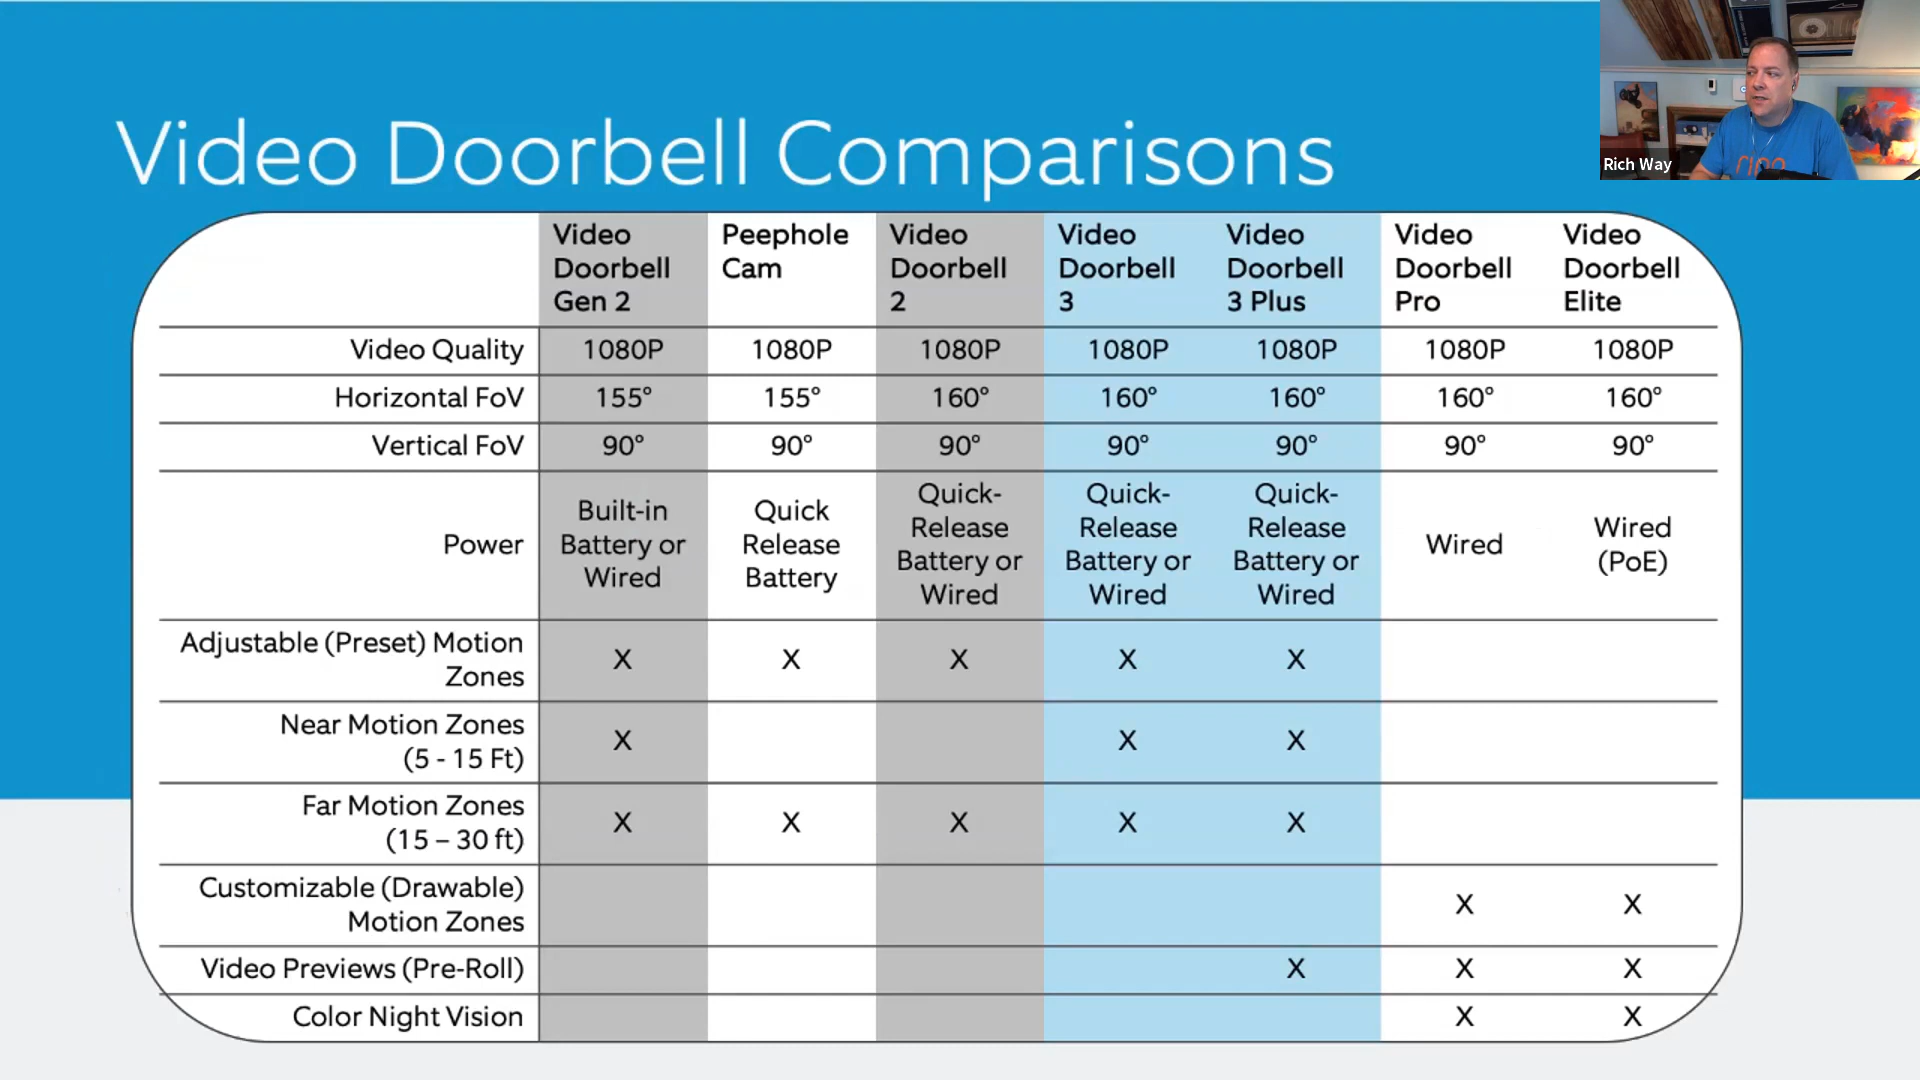 Video Doorbell Comparisons
Rich Way
ring
Video Doorbell Gen 2
Peephole Cam
Video Doorbell 2
Video Doorbell 3
Video Doorbell 3 Plus
Video Doorbell Pro
Video Doorbell Elite
Video Quality 1080P 1080P 1080P 1080P 1080P 1080P 1080P
Horizontal FoV 155° 155° 160° 160° 160° 160° 160°
Vertical FoV 90° 90° 90° 90° 90° 90° 90°
Power
Built-in
Battery or
Wired
Quick
Release
Battery
Quick-
Release
Battery or
Wired
Quick-
Release
Battery or
Wired
Quick-
Release
Battery or
Wired
Wired
Wired
(PoE)
Adjustable (Preset) Motion
Zones
X X X X X
Near Motion Zones
(5 - 15 Ft)
X X X
Far Motion Zones
(15 – 30 ft)
X X X X X
Customizable (Drawable)
Motion Zones
X X
Video Previews (Pre-Roll) X X X
Color Night Vision X X